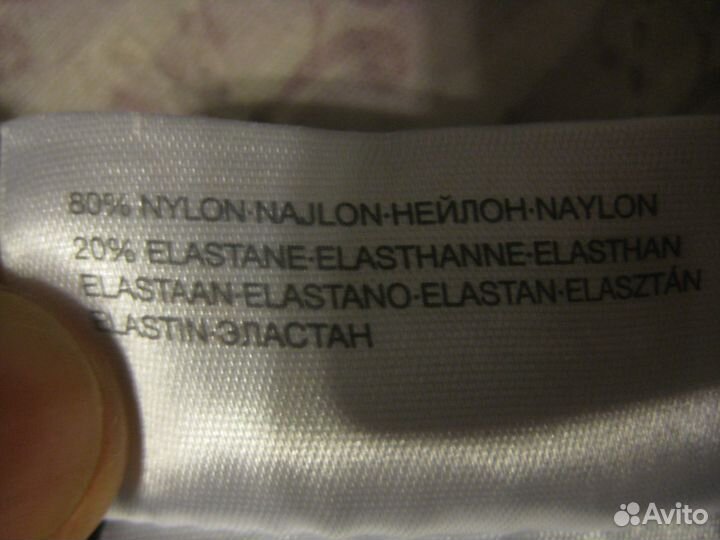 80% NYLON·NAJLON·НЕЙЛОН·NAYLON
20% ELASTANE·ELASTHANNE·ELASTHAN
ELASTAAN·ELASTANO·ELASTAN·ELASZTÁN
ELASTIN·ЭЛАСТАН
Avito